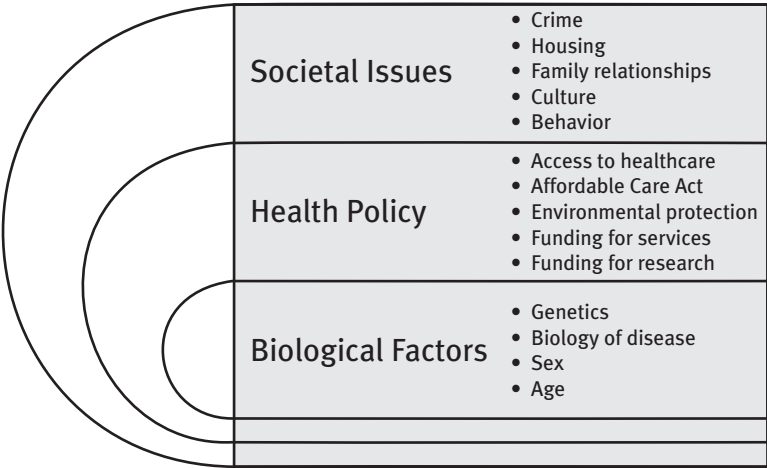 Societal Issues
• Crime
• Housing
• Family relationships
• Culture
• Behavior
Health Policy
• Access to healthcare
• Affordable Care Act
• Environmental protection
• Funding for services
• Funding for research
Biological Factors
• Genetics
• Biology of disease
• Sex
• Age